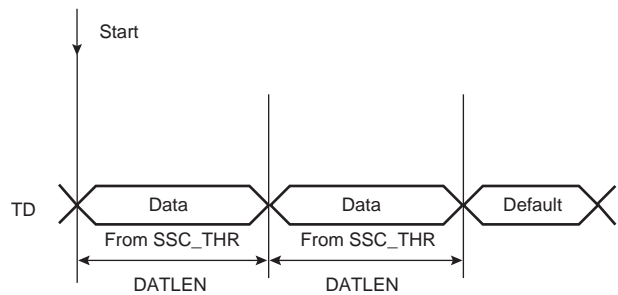 Start
TD
Data
Data
Default
From SSC_THR
From SSC_THR
DATLEN
DATLEN